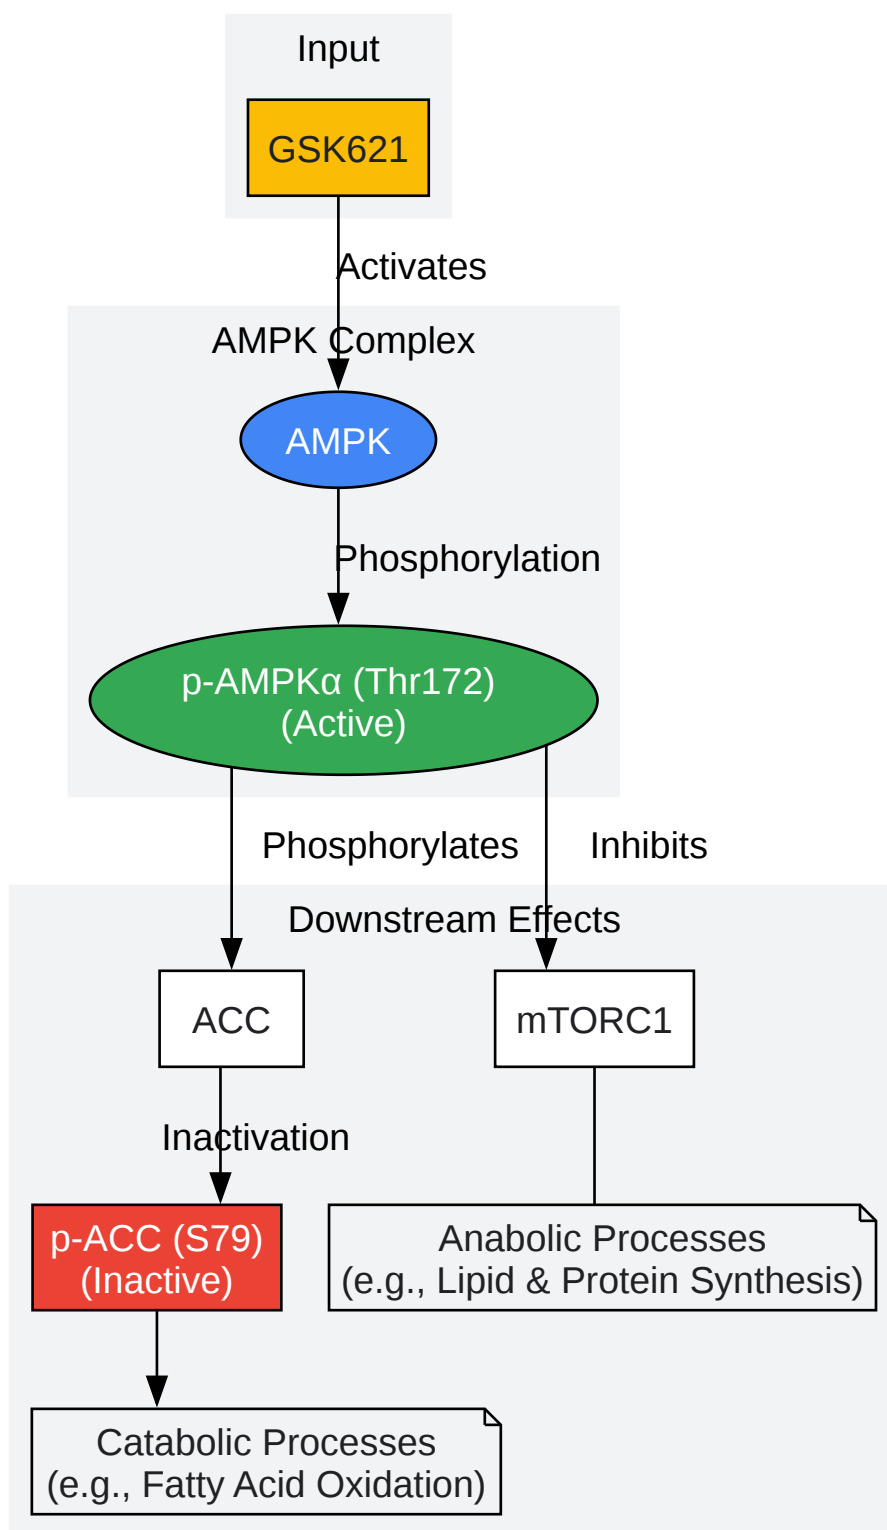 Input
GSK621
Activates
AMPK Complex
AMPK
Phosphorylation
p-AMPKα (Thr172)
(Active)
Phosphorylates
Inhibits
Downstream Effects
ACC
mTORC1
Inactivation
p-ACC (S79)
(Inactive)
Anabolic Processes
(e.g., Lipid & Protein Synthesis)
Catabolic Processes
(e.g., Fatty Acid Oxidation)